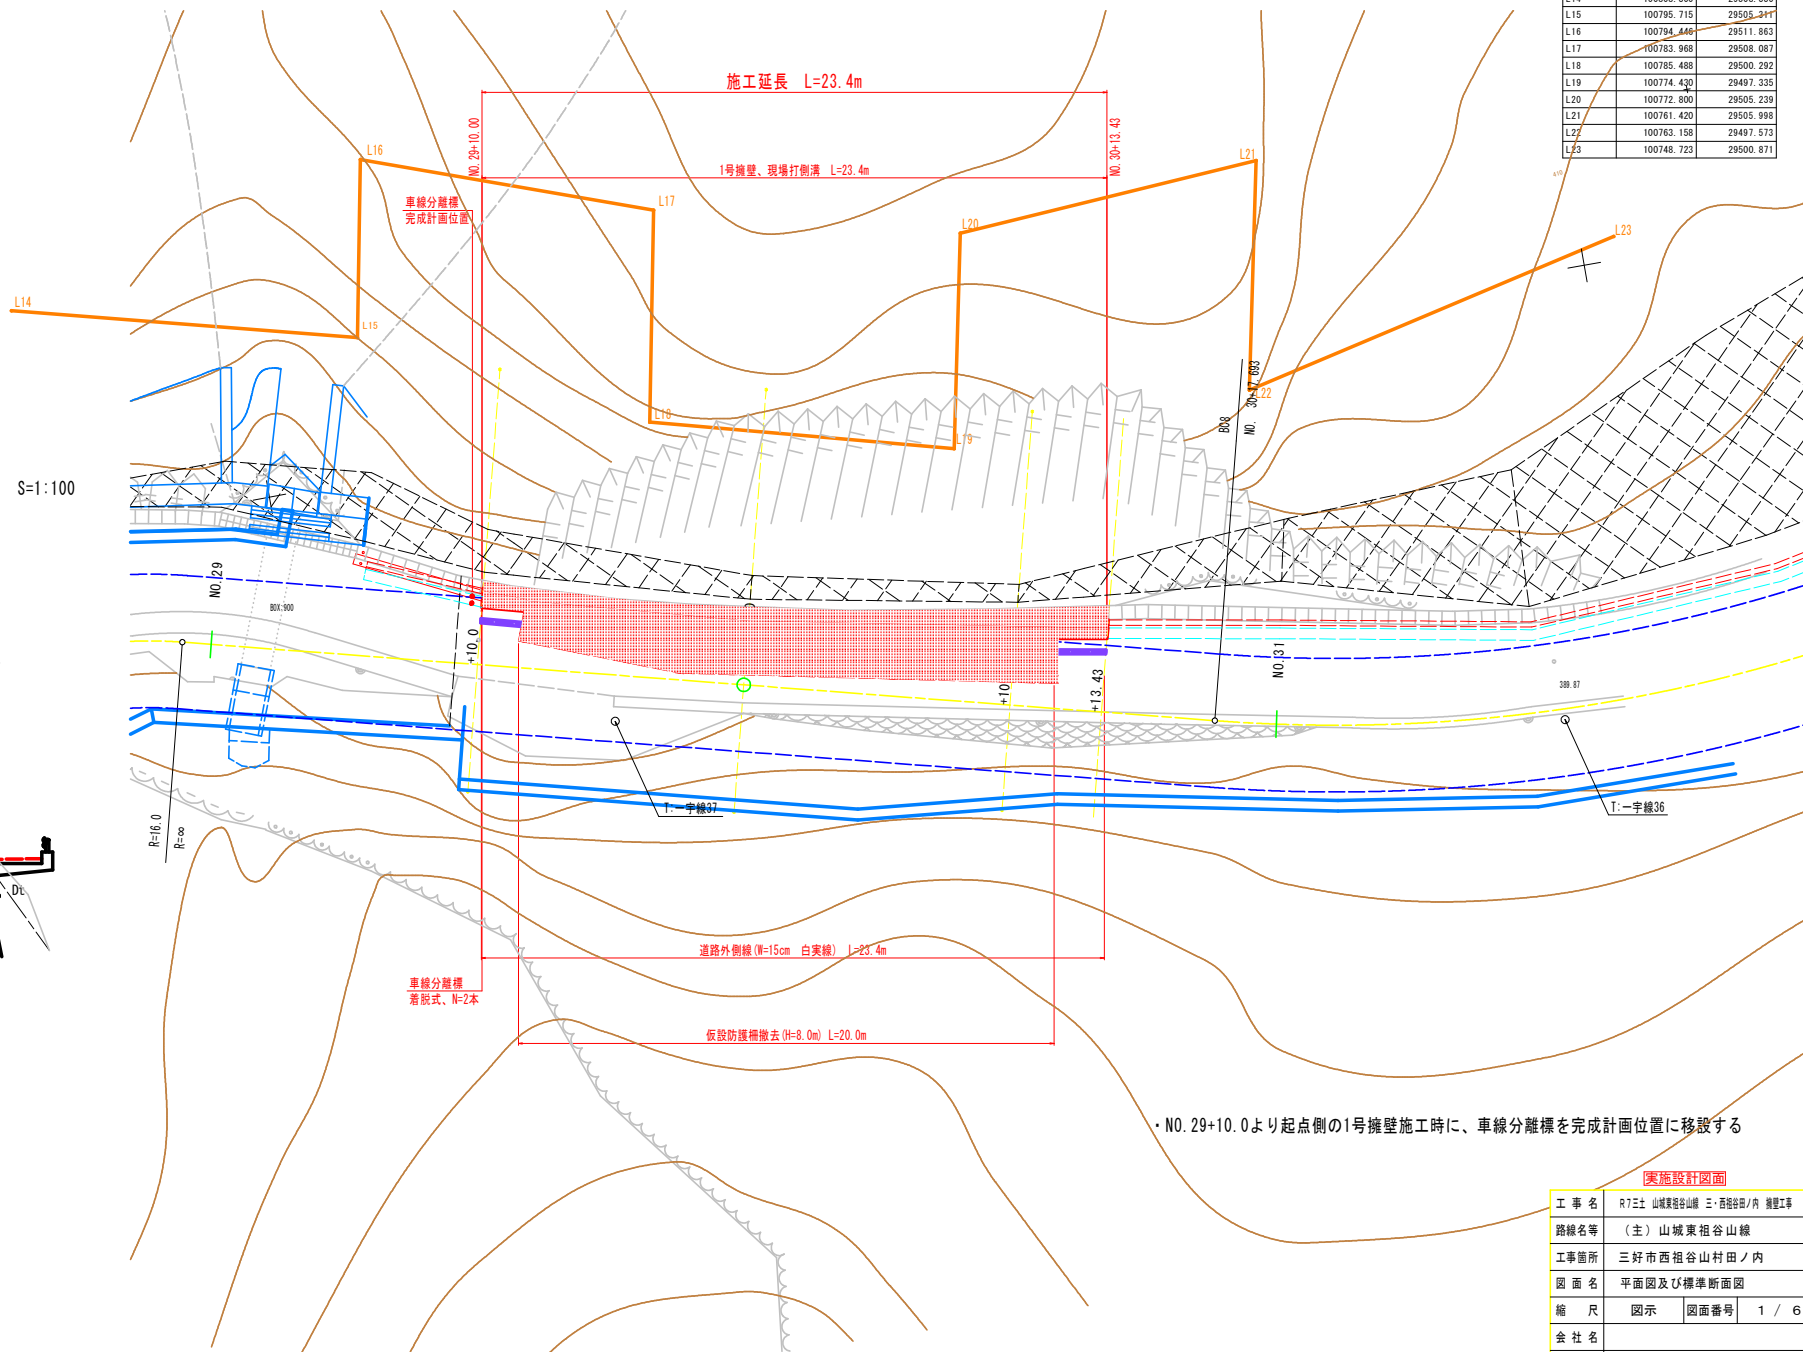 L15 100795.715 29505.311
L16 100794.446 29511.863
L17 100783.968 29508.087
L18 100785.488 29500.292
L19 100774.430 29497.335
L20 100772.800 29505.239
L21 100761.420 29505.998
L22 100763.158 29497.573
L23 100748.723 29500.871
施工延長 L=23.4m
NO.29+10.00
NO.30+13.43
1号擁壁、現場打側溝 L=23.4m
車線分離標
完成計画位置
L14
L15
L16
L17
L18
L19
L20
L21
L22
L23
410
BO8
NO. 30+17.693
S=1:100
NO.29
BOX:900
+10.0
+10
+13.43
NO.31
389.87
R=16.0
R=∞
T:一宇線37
T:一宇線36
道路外側線(W=15cm 白実線) L=23.4m
車線分離標
着脱式、N=2本
仮設防護柵撤去(H=8.0m) L=20.0m
・NO.29+10.0より起点側の1号擁壁施工時に、車線分離標を完成計画位置に移設する
実施設計図面
工事名 R7三土 山城東祖谷山線 三・西祖谷田ノ内 擁壁工事
路線名等 (主)山城東祖谷山線
工事箇所 三好市西祖谷山村田ノ内
図面名 平面図及び標準断面図
縮尺 図示 図面番号 1 / 6
会社名